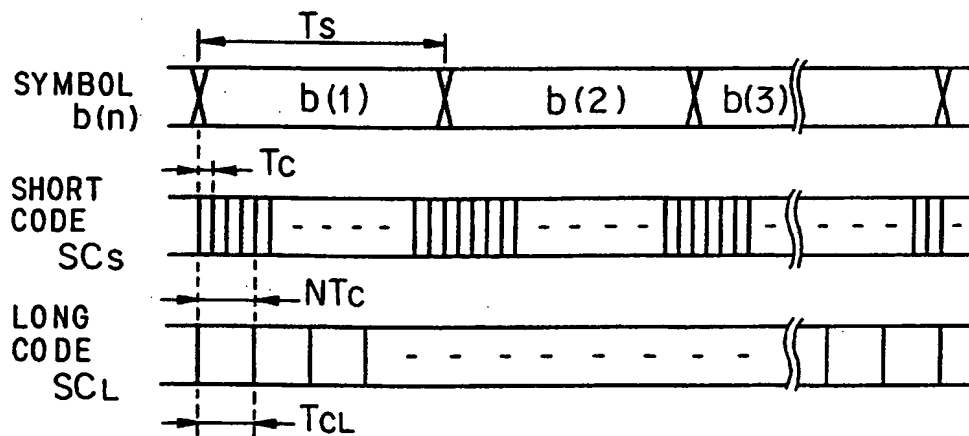 Ts
SYMBOL
b(n)
b(1) b(2) b(3)
Tc
SHORT
CODE
SCs
NTc
LONG
CODE
SCL
TCL